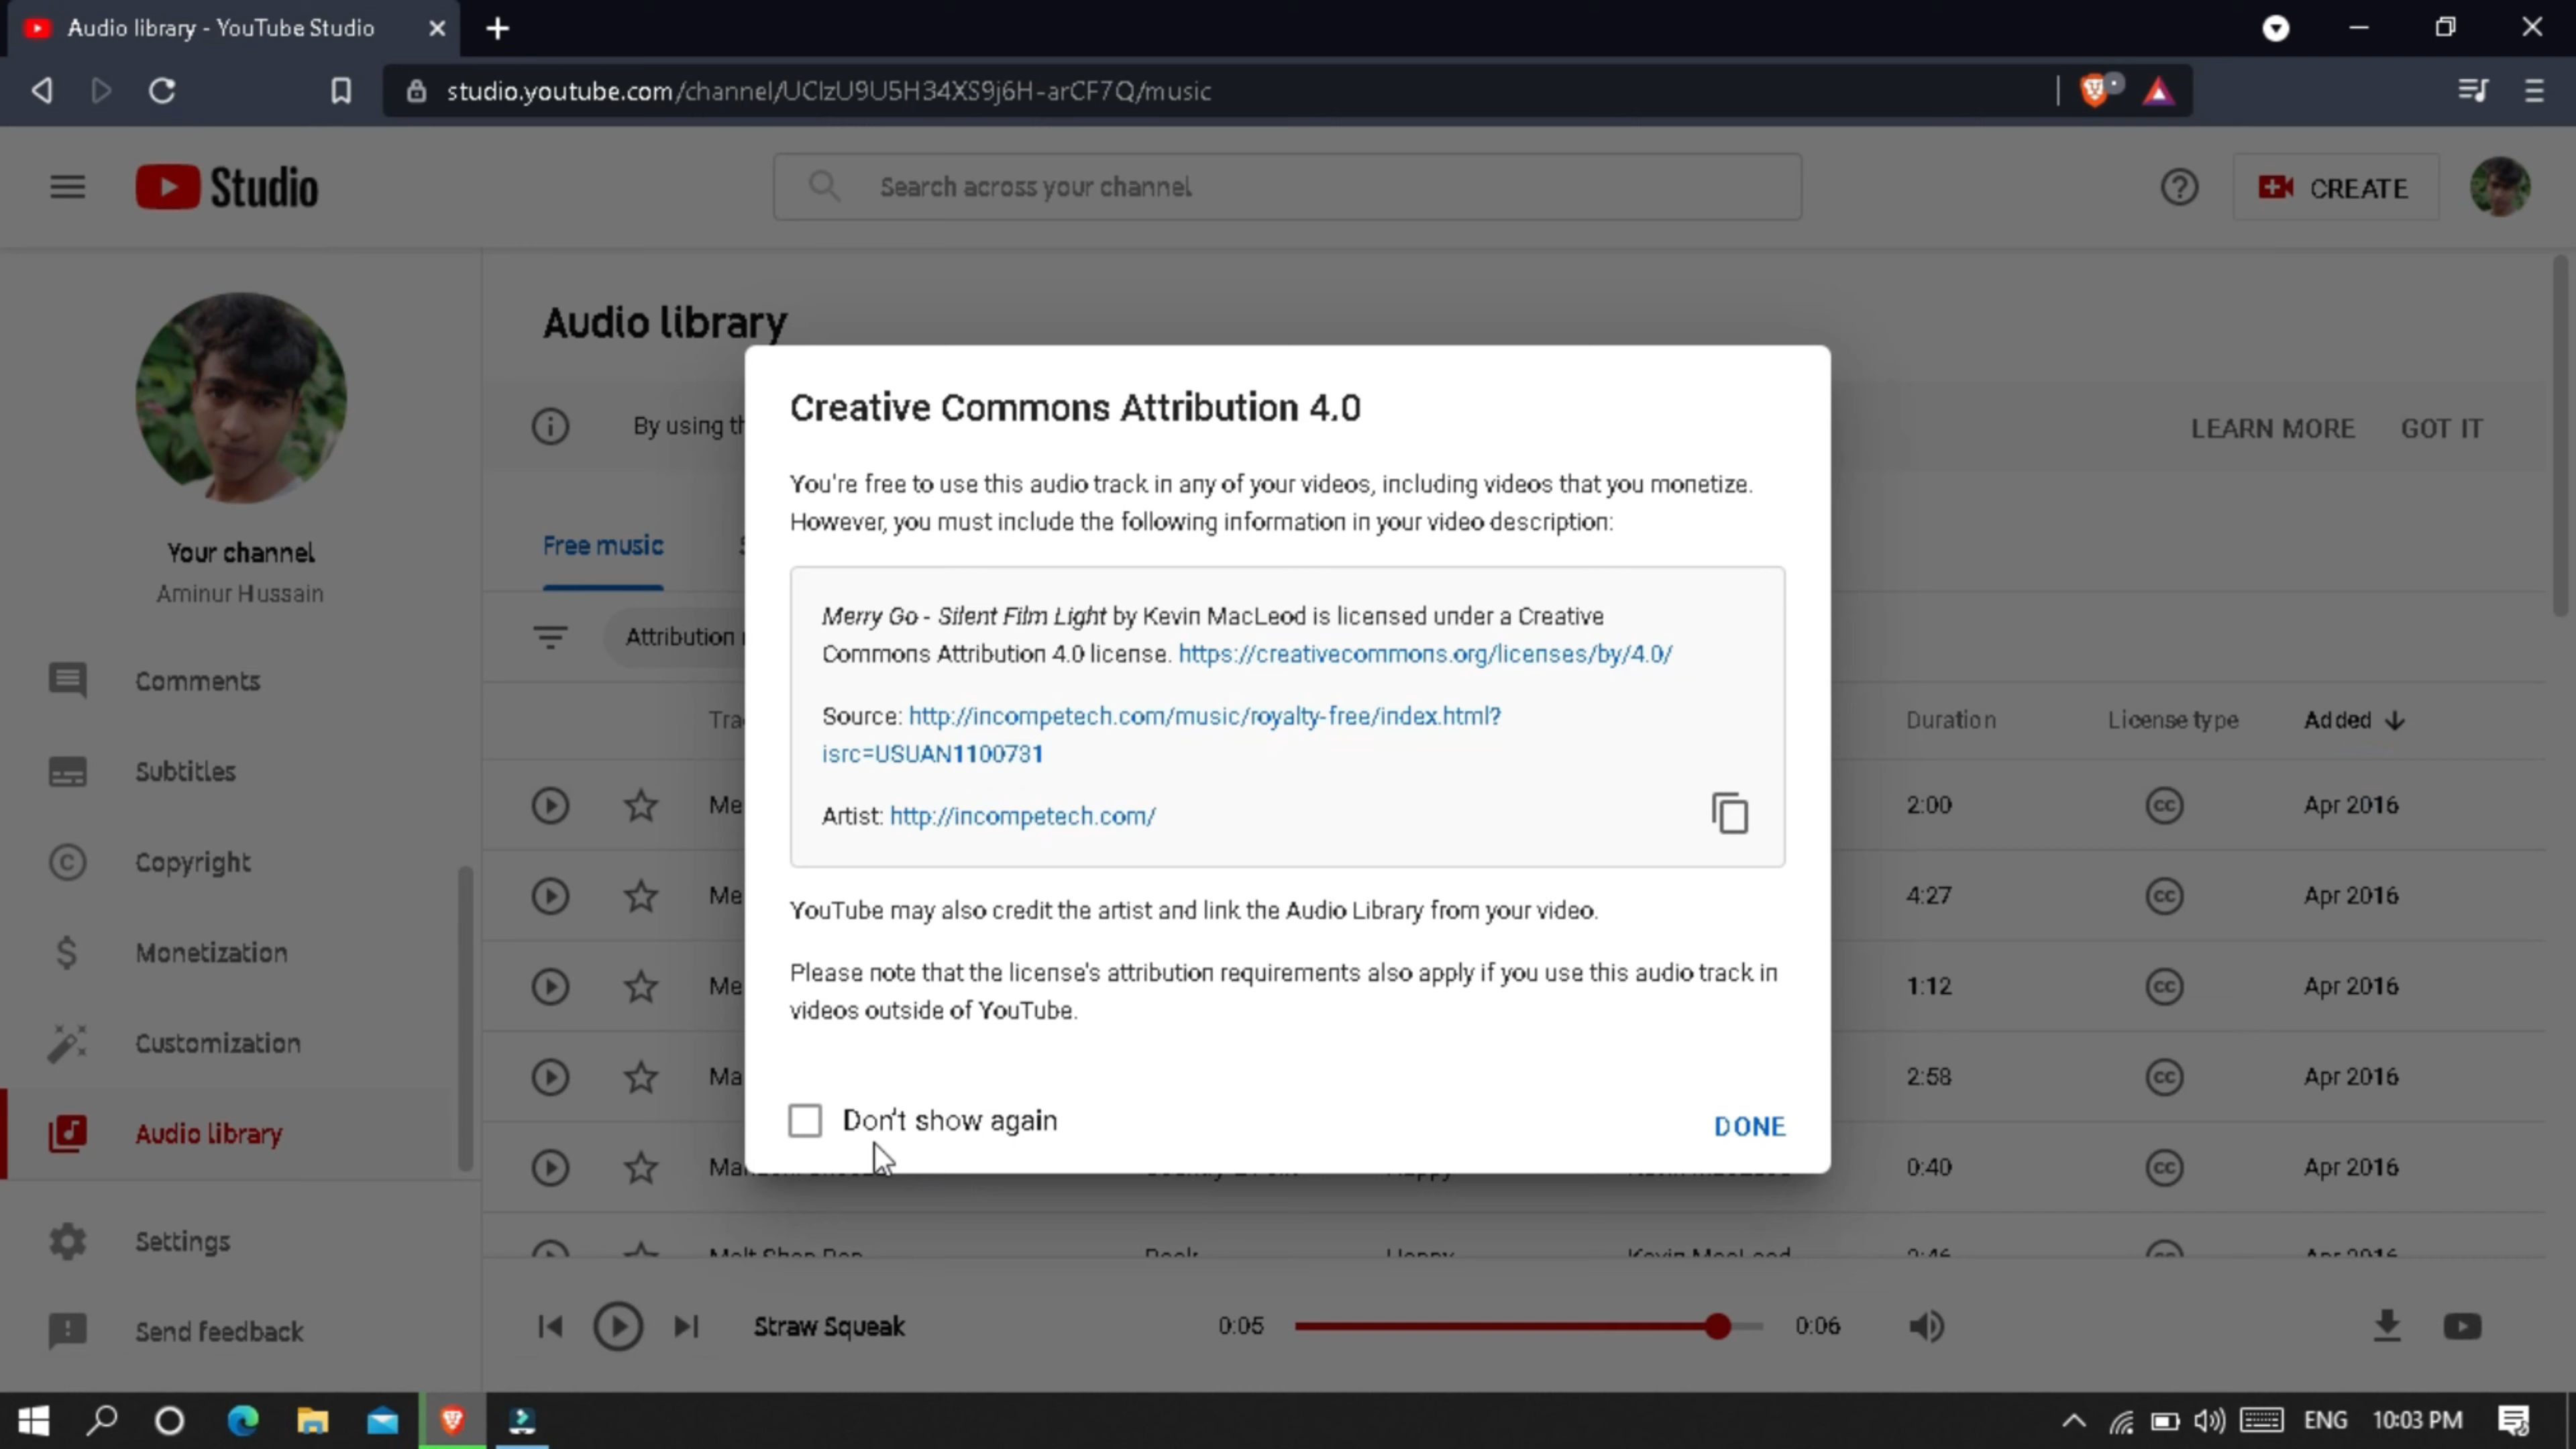 Audio library - YouTube Studio
studio.youtube.com/channel/UCIzU9U5H34XS9j6H-arCF7Q/music
Studio
Search across your channel
CREATE
Your channel
Aminur Hussain
Comments
Subtitles
Copyright
Monetization
Customization
Audio library
Settings
Send feedback
Audio library
By using
LEARN MORE GOT IT
Free music
Attribution
Duration License type Added
2:00 Apr 2016
4:27 Apr 2016
1:12 Apr 2016
2:58 Apr 2016
0:40 Apr 2016
Creative Commons Attribution 4.0
You're free to use this audio track in any of your videos, including videos that you monetize.
However, you must include the following information in your video description:
Merry Go - Silent Film Light by Kevin MacLeod is licensed under a Creative
Commons Attribution 4.0 license. https://creativecommons.org/licenses/by/4.0/
Source: http://incompetech.com/music/royalty-free/index.html?
isrc=USUAN1100731
Artist: http://incompetech.com/
YouTube may also credit the artist and link the Audio Library from your video.
Please note that the license's attribution requirements also apply if you use this audio track in
videos outside of YouTube.
Don't show again
DONE
Kevin MacLeod
Straw Squeak 0:05 0:06
ENG 10:03 PM